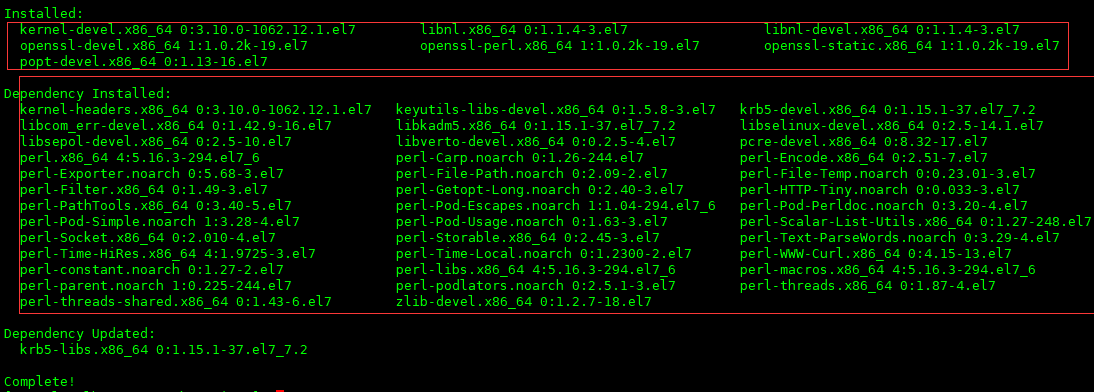 Installed:
kernel-devel.x86_64 0:3.10.0-1062.12.1.el7 libnl.x86_64 0:1.1.4-3.el7 libnl-devel.x86_64 0:1.1.4-3.el7
openssl-devel.x86_64 1:1.0.2k-19.el7 openssl-perl.x86_64 1:1.0.2k-19.el7 openssl-static.x86_64 1:1.0.2k-19.el7
popt-devel.x86_64 0:1.13-16.el7
Dependency Installed:
kernel-headers.x86_64 0:3.10.0-1062.12.1.el7 keyutils-libs-devel.x86_64 0:1.5.8-3.el7 krb5-devel.x86_64 0:1.15.1-37.el7_7.2
libcom_err-devel.x86_64 0:1.42.9-16.el7 libkadm5.x86_64 0:1.15.1-37.el7_7.2 libselinux-devel.x86_64 0:2.5-14.1.el7
libsepol-devel.x86_64 0:2.5-10.el7 libverto-devel.x86_64 0:0.2.5-4.el7 pcre-devel.x86_64 0:8.32-17.el7
perl.x86_64 4:5.16.3-294.el7_6 perl-Carp.noarch 0:1.26-244.el7 perl-Encode.x86_64 0:2.51-7.el7
perl-Exporter.noarch 0:5.68-3.el7 perl-File-Path.noarch 0:2.09-2.el7 perl-File-Temp.noarch 0:0.23.01-3.el7
perl-Filter.x86_64 0:1.49-3.el7 perl-Getopt-Long.noarch 0:2.40-3.el7 perl-HTTP-Tiny.noarch 0:0.033-3.el7
perl-PathTools.x86_64 0:3.40-5.el7 perl-Pod-Escapes.noarch 1:1.04-294.el7_6 perl-Pod-Perldoc.noarch 0:3.20-4.el7
perl-Pod-Simple.noarch 1:3.28-4.el7 perl-Pod-Usage.noarch 0:1.63-3.el7 perl-Scalar-List-Utils.x86_64 0:1.27-248.el7
perl-Socket.x86_64 0:2.010-4.el7 perl-Storable.x86_64 0:2.45-3.el7 perl-Text-ParseWords.noarch 0:3.29-4.el7
perl-Time-HiRes.x86_64 4:1.9725-3.el7 perl-Time-Local.noarch 0:1.2300-2.el7 perl-WWW-Curl.x86_64 0:4.15-13.el7
perl-constant.noarch 0:1.27-2.el7 perl-libs.x86_64 4:5.16.3-294.el7_6 perl-macros.x86_64 4:5.16.3-294.el7_6
perl-parent.noarch 1:0.225-244.el7 perl-podlators.noarch 0:2.5.1-3.el7 perl-threads.x86_64 0:1.87-4.el7
perl-threads-shared.x86_64 0:1.43-6.el7 zlib-devel.x86_64 0:1.2.7-18.el7
Dependency Updated:
krb5-libs.x86_64 0:1.15.1-37.el7_7.2
Complete!